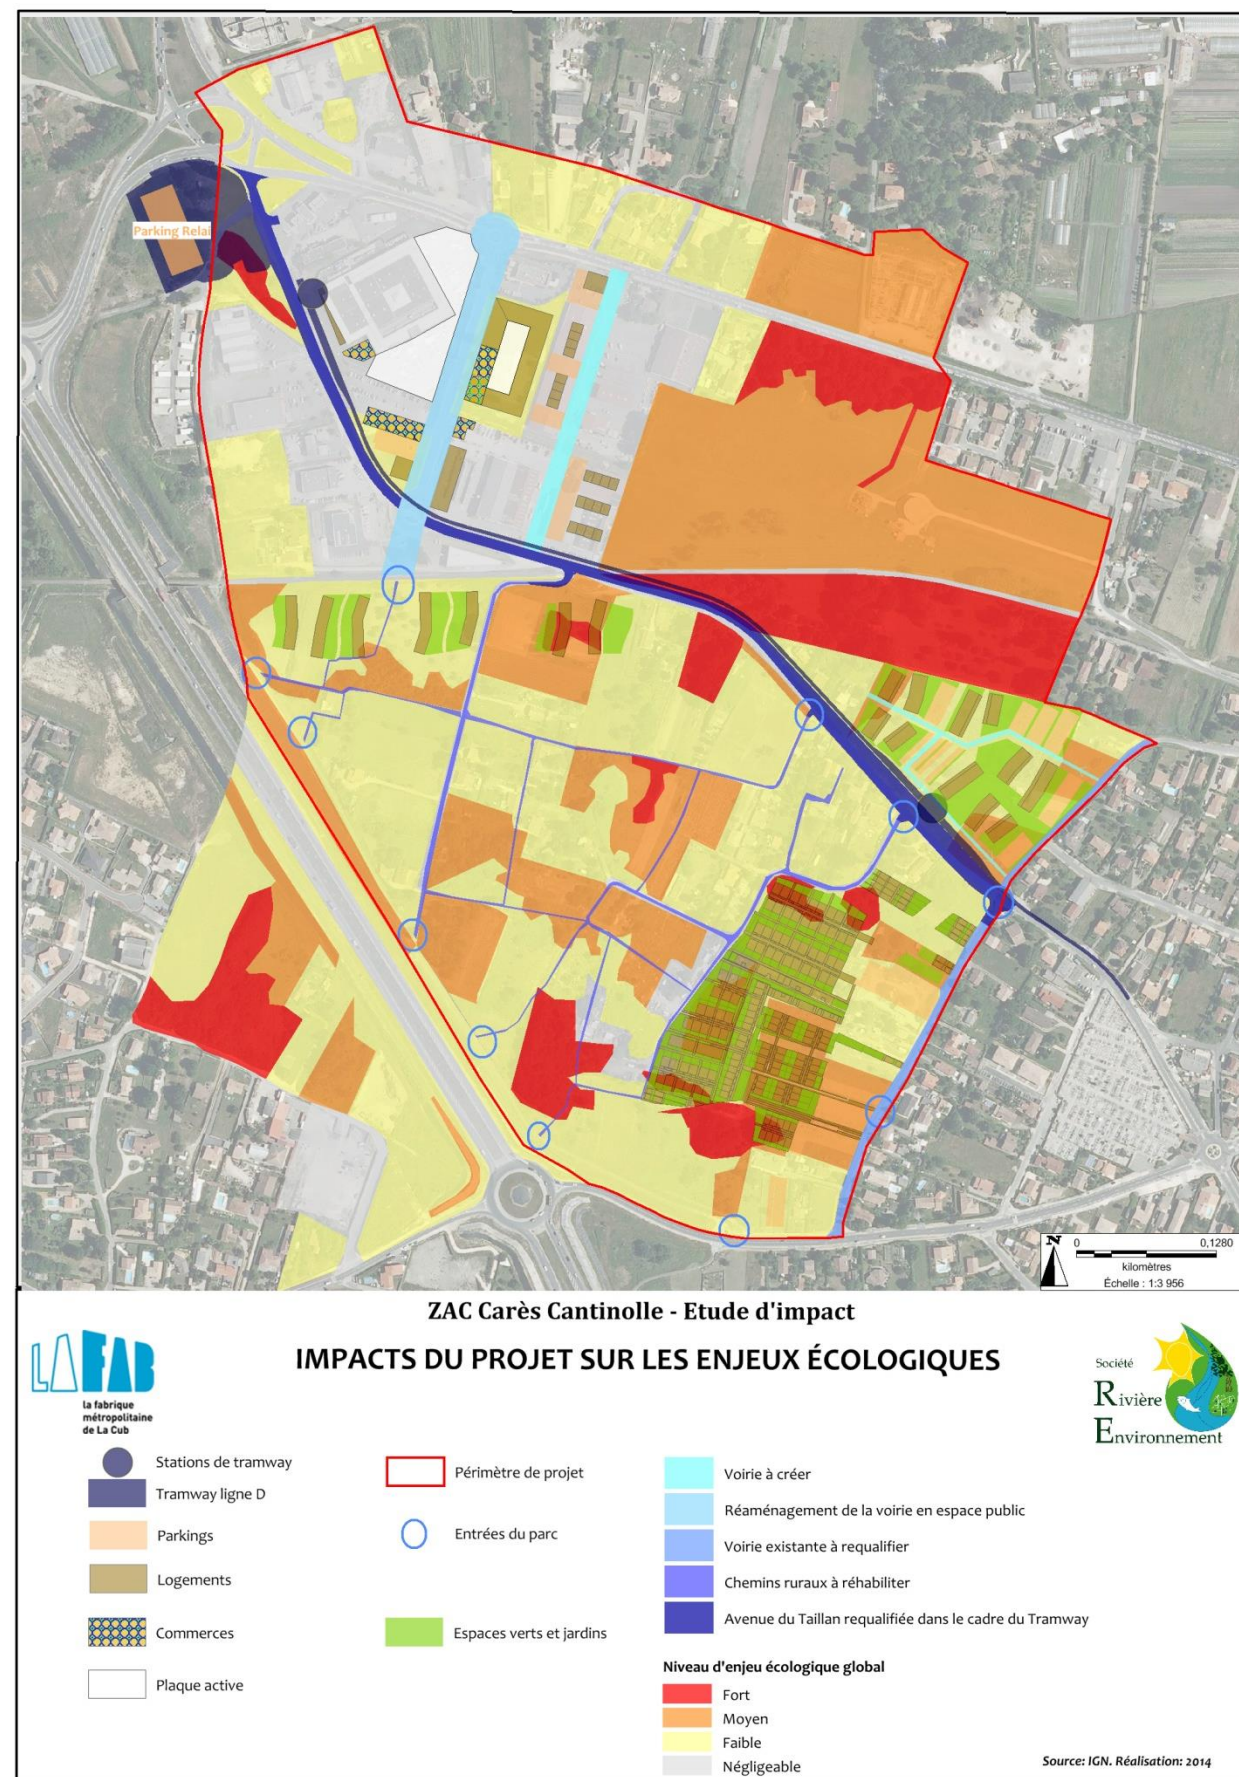 Parking Relai
N
0 0,1280
kilomètres
Échelle : 1:3 956
ZAC Carès Cantinolle - Etude d'impact
IMPACTS DU PROJET SUR LES ENJEUX ÉCOLOGIQUES
LA FAB
la fabrique
métropolitaine
de La Cub
Société
Rivière
Environnement
Stations de tramway
Tramway ligne D
Parkings
Logements
Commerces
Plaque active
Périmètre de projet
Entrées du parc
Espaces verts et jardins
Voirie à créer
Réaménagement de la voirie en espace public
Voirie existante à requalifier
Chemins ruraux à réhabiliter
Avenue du Taillan requalifiée dans le cadre du Tramway
Niveau d'enjeu écologique global
Fort
Moyen
Faible
Négligeable
Source: IGN. Réalisation: 2014